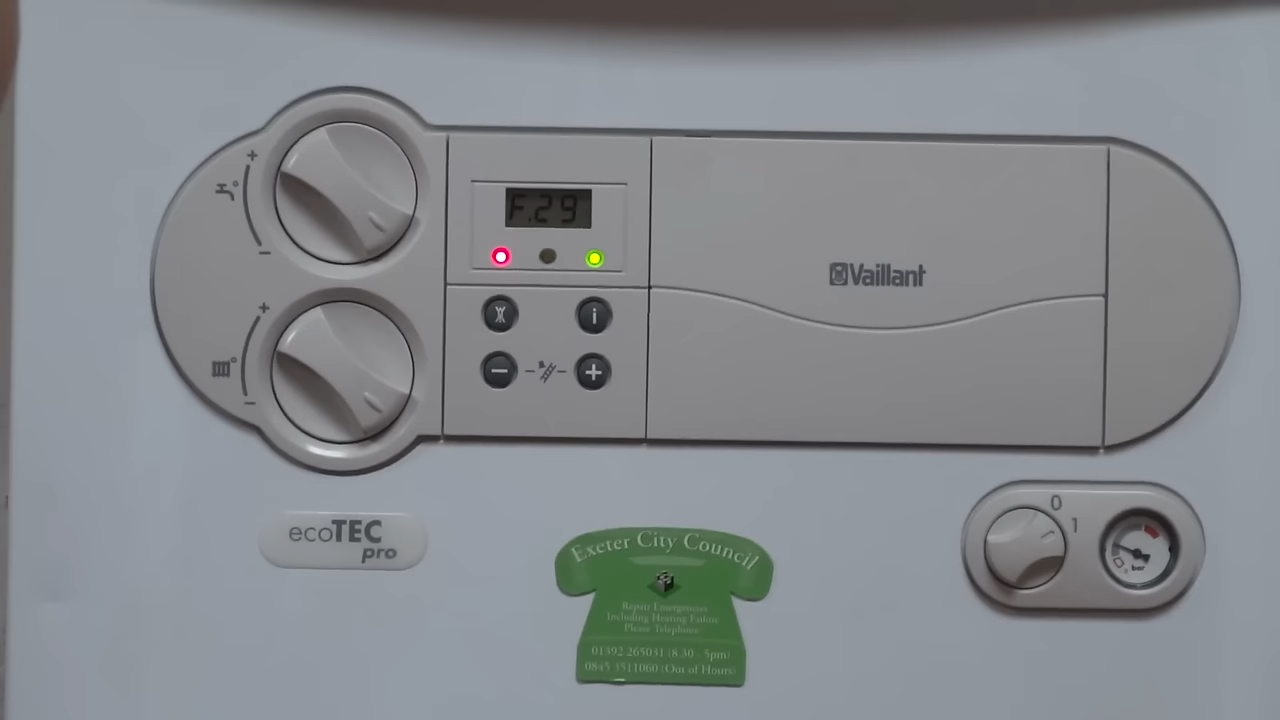 F.29
Vaillant
+
-
+
-
i
- +
ecoTEC
pro
0
1
bar
Exeter City Council
Repair Emergencies
Including Heating Failure
Please Telephone
01392 265031 (8.30 - 5pm)
0845 3511060 (Out of Hours)